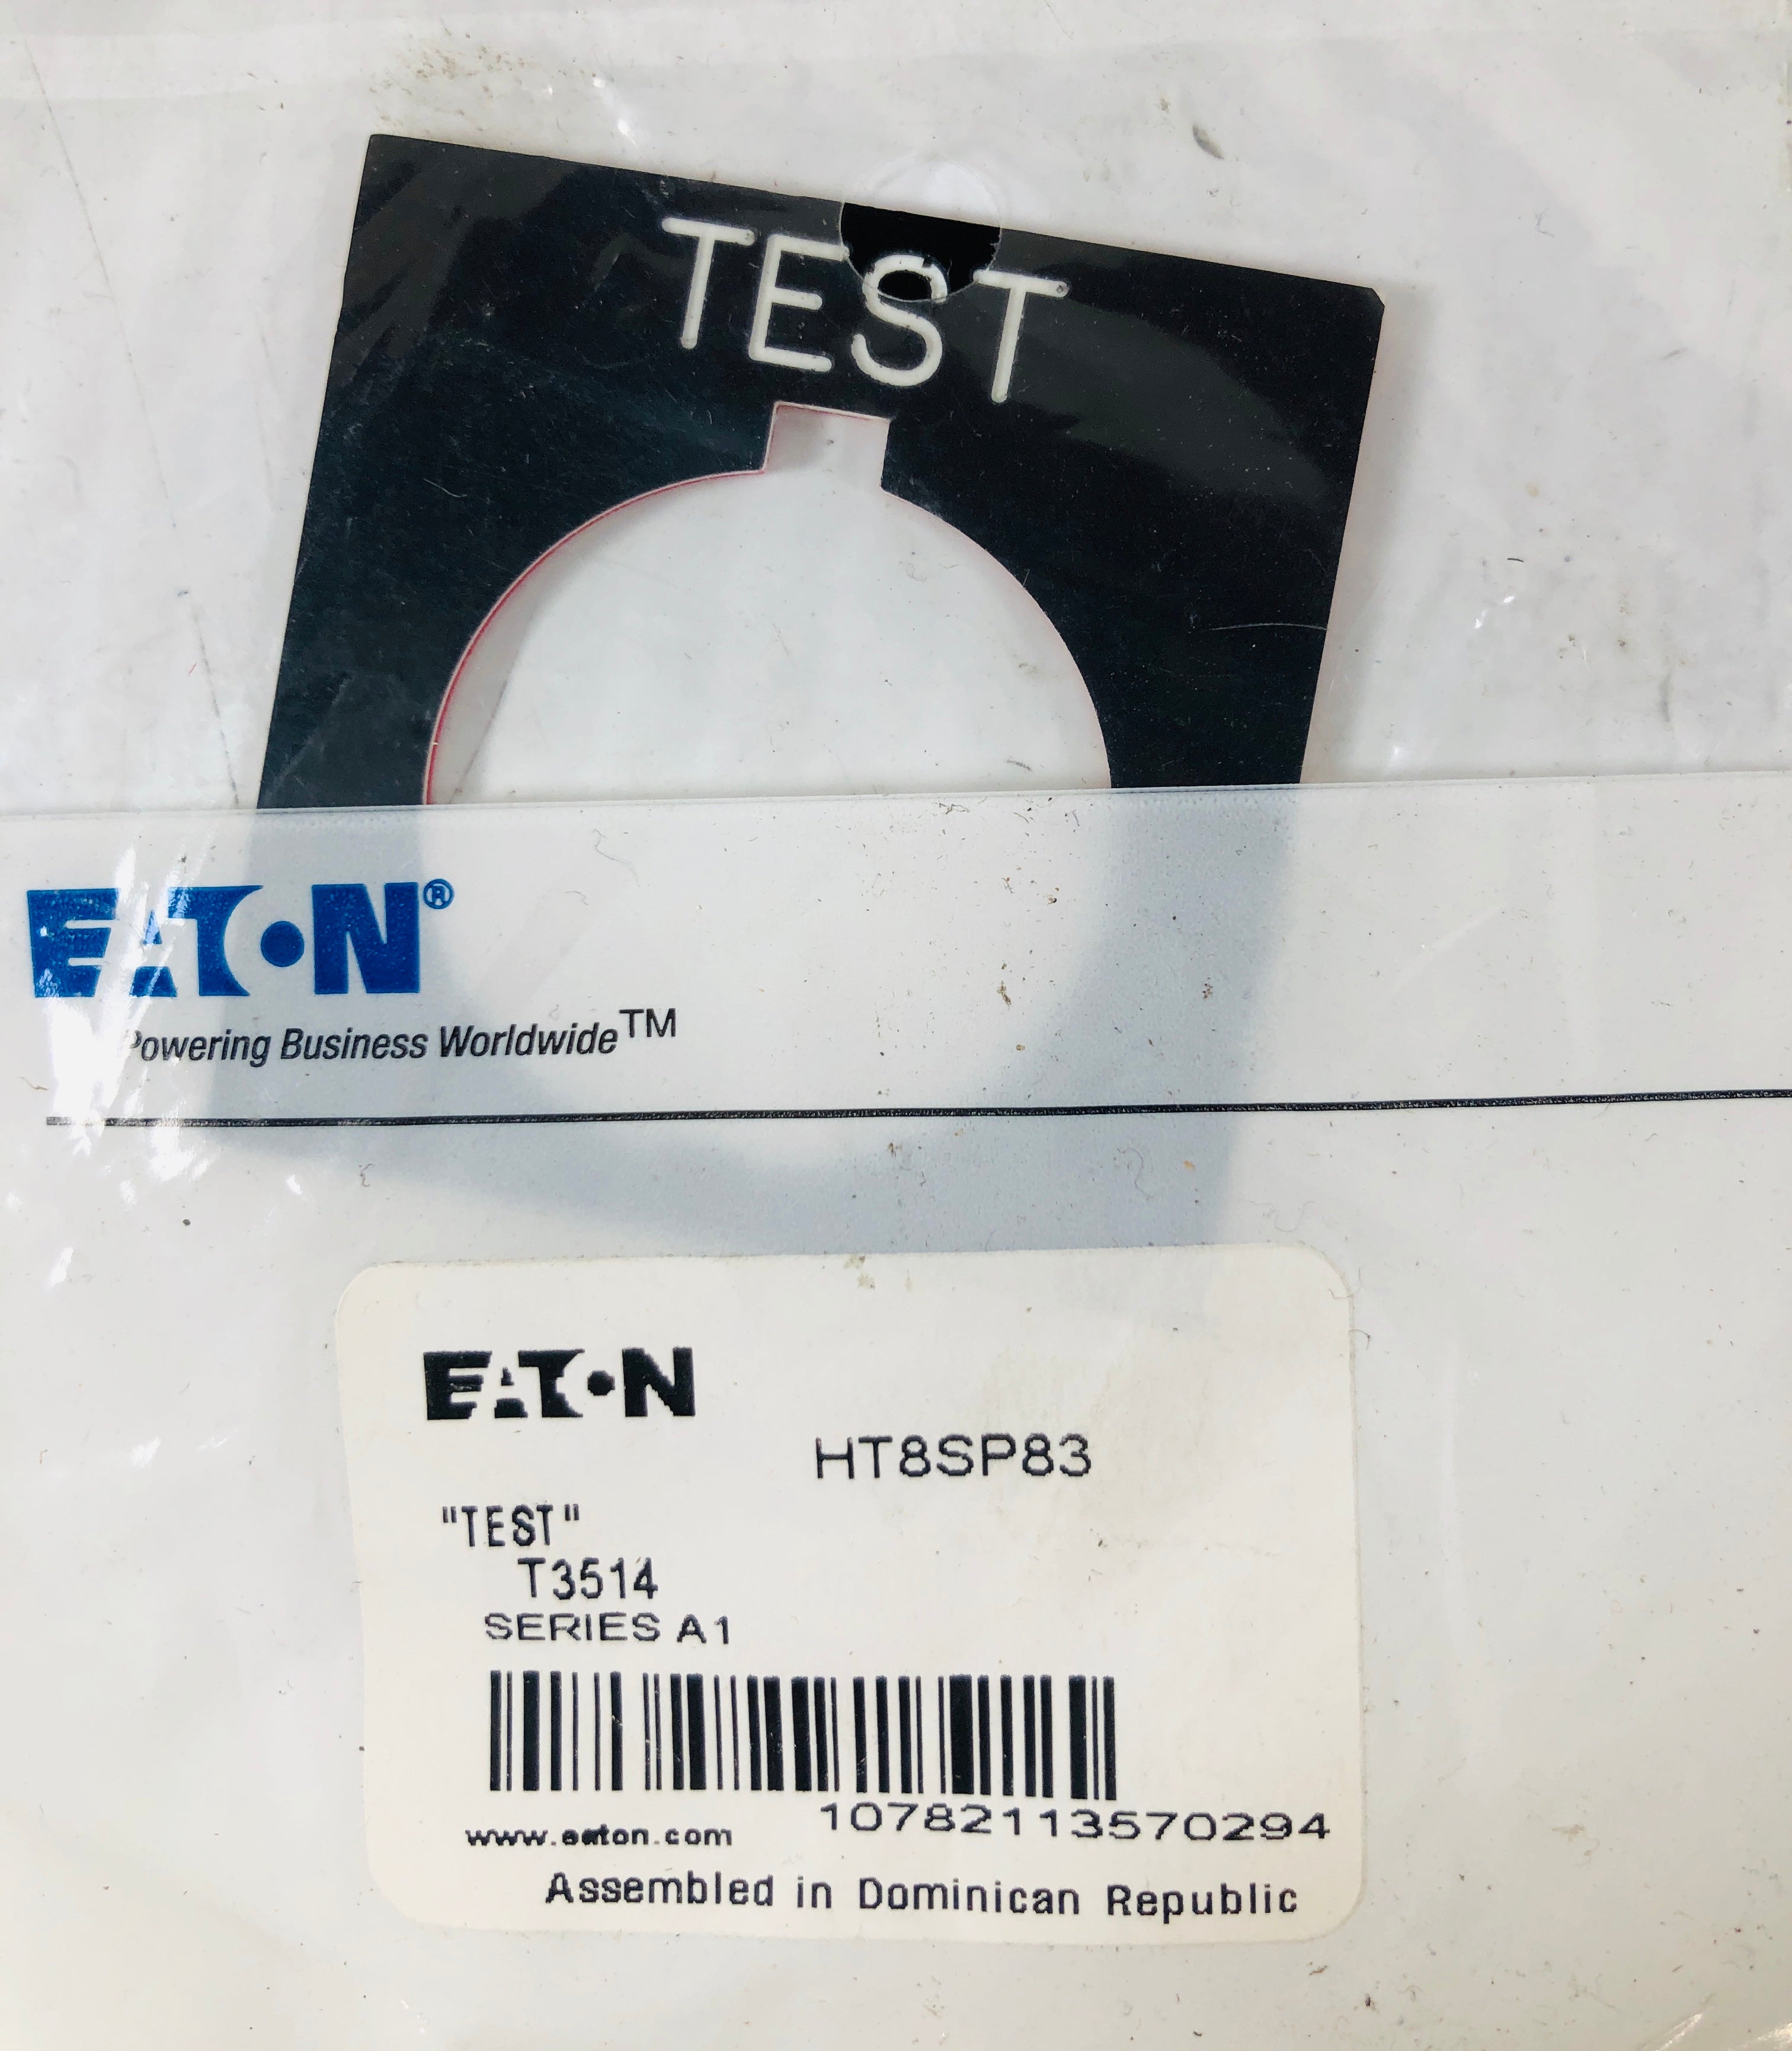 TEST
EATON®
Powering Business Worldwide™
EATON
HT8SP83
"TEST"
T3514
SERIES A1
10782113570294
www.eaton.com
Assembled in Dominican Republic